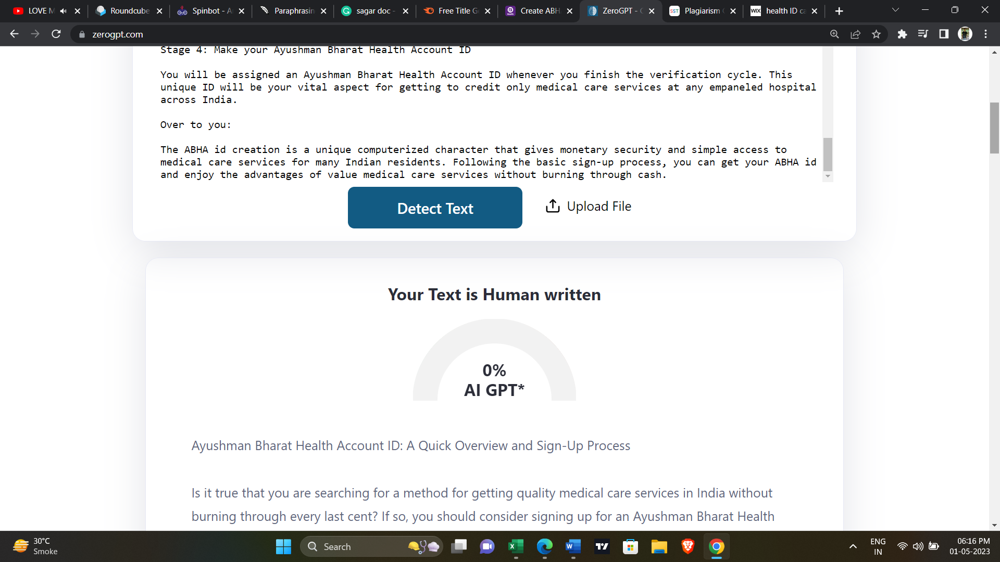 LOVE M
Roundcube
Spinbot - A
Paraphrasin
sagar doc -
Free Title G
Create ABH
ZeroGPT -
Plagiarism
health ID ca
zerogpt.com
Stage 4: Make your Ayushman Bharat Health Account ID
You will be assigned an Ayushman Bharat Health Account ID whenever you finish the verification cycle. This
unique ID will be your vital aspect for getting to credit only medical care services at any empaneled hospital
across India.
Over to you:
The ABHA id creation is a unique computerized character that gives monetary security and simple access to
medical care services for many Indian residents. Following the basic sign-up process, you can get your ABHA id
and enjoy the advantages of value medical care services without burning through cash.
Detect Text
Upload File
Your Text is Human written
0%
AI GPT*
Ayushman Bharat Health Account ID: A Quick Overview and Sign-Up Process
Is it true that you are searching for a method for getting quality medical care services in India without
burning through every last cent? If so, you should consider signing up for an Ayushman Bharat Health
30°C
Smoke
Search
ENG
IN
06:16 PM
01-05-2023